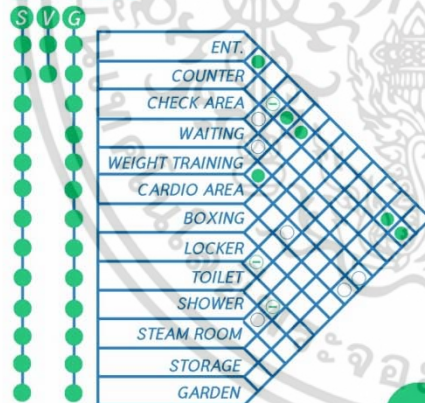 S V G
ENT.
COUNTER
CHECK AREA
WAITING
WEIGHT TRAINING
CARDIO AREA
BOXING
LOCKER
TOILET
SHOWER
STEAM ROOM
STORAGE
GARDEN